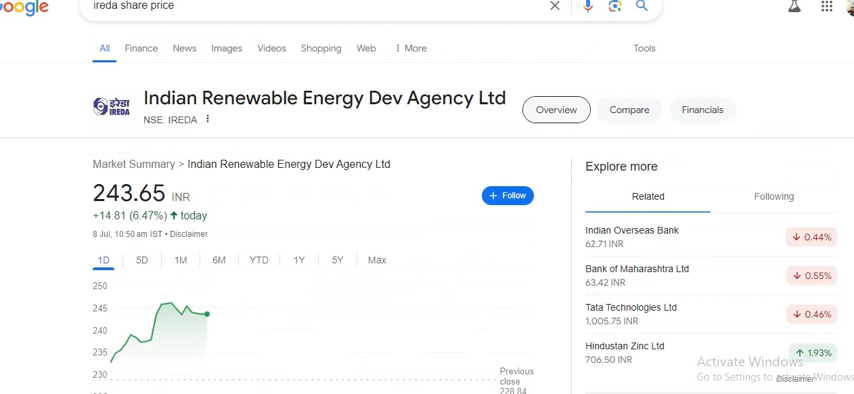 Google
ireda share price
All Finance News Images Videos Shopping Web More Tools
इरेडा
IREDA
Indian Renewable Energy Dev Agency Ltd
NSE: IREDA
Overview Compare Financials
Market Summary > Indian Renewable Energy Dev Agency Ltd
243.65 INR
+14.81 (6.47%) ↑ today
8 Jul, 10:50 am IST • Disclaimer
+ Follow
1D 5D 1M 6M YTD 1Y 5Y Max
250
245
240
235
230
Previous
close
228.84
Explore more
Related Following
Indian Overseas Bank
62.71 INR
↓ 0.44%
Bank of Maharashtra Ltd
63.42 INR
↓ 0.55%
Tata Technologies Ltd
1,005.75 INR
↓ 0.46%
Hindustan Zinc Ltd
706.50 INR
↑ 1.93%
Disclaimer
Activate Windows
Go to Settings to activate Windows